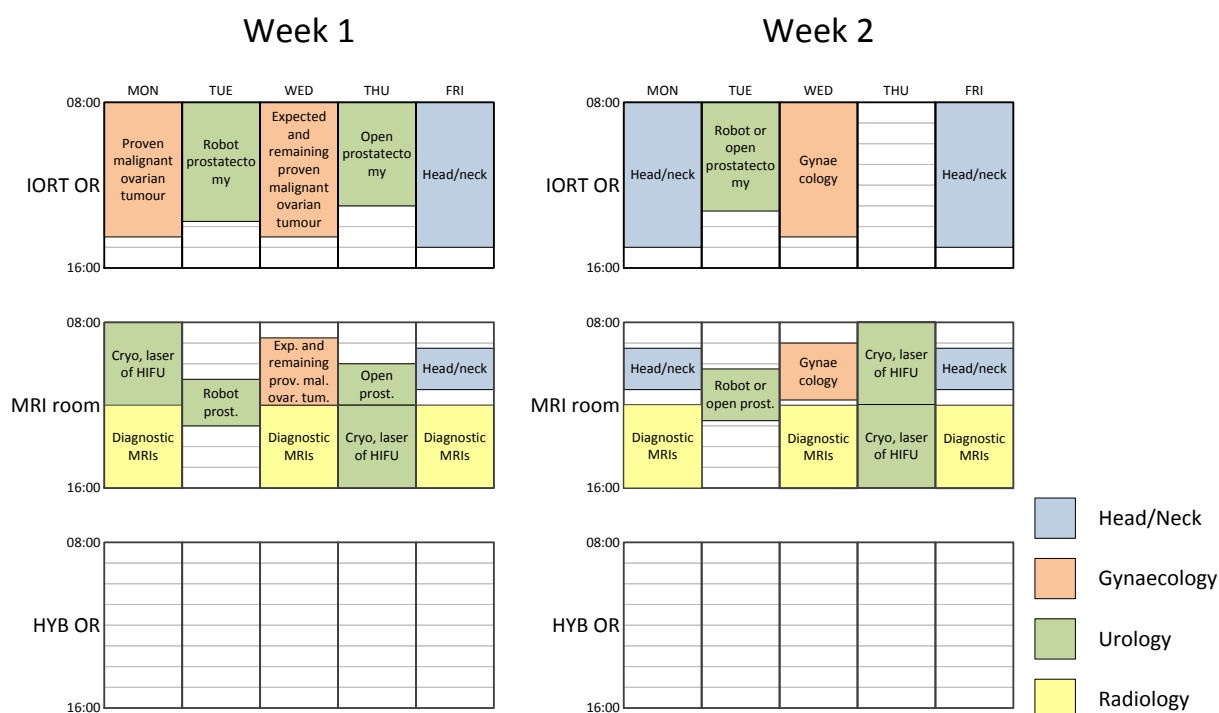 Week 1
Week 2
MON TUE WED THU FRI
MON TUE WED THU FRI
08:00
IORT OR
16:00
Proven
malignant
ovarian
tumour
Robot
prostatecto
my
Expected
and
remaining
proven
malignant
ovarian
tumour
Open
prostatecto
my
Head/neck
08:00
IORT OR
16:00
Head/neck
Robot or
open
prostatecto
my
Gynae
cology
Head/neck
08:00
MRI room
16:00
Cryo, laser
of HIFU
Diagnostic
MRIs
Robot
prost.
Exp. and
remaining
prov. mal.
ovar. tum.
Diagnostic
MRIs
Open
prost.
Cryo, laser
of HIFU
Head/neck
Diagnostic
MRIs
08:00
MRI room
16:00
Head/neck
Diagnostic
MRIs
Robot or
open prost.
Gynae
cology
Diagnostic
MRIs
Cryo, laser
of HIFU
Cryo, laser
of HIFU
Head/neck
Diagnostic
MRIs
08:00
HYB OR
16:00
08:00
HYB OR
16:00
Head/Neck
Gynaecology
Urology
Radiology